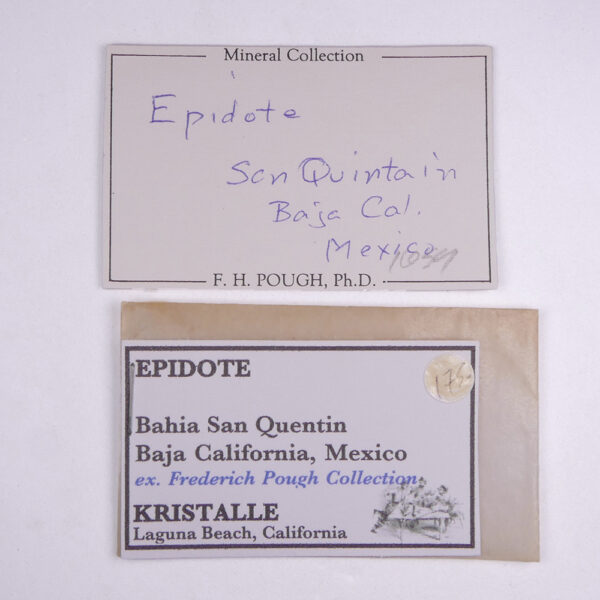 Mineral Collection
Epidote
San Quintain
Baja Cal.
Mexico
F. H. POUGH, Ph.D.
EPIDOTE
175-
Bahia San Quentin
Baja California, Mexico
ex. Frederich Pough Collection
KRISTALLE
Laguna Beach, California